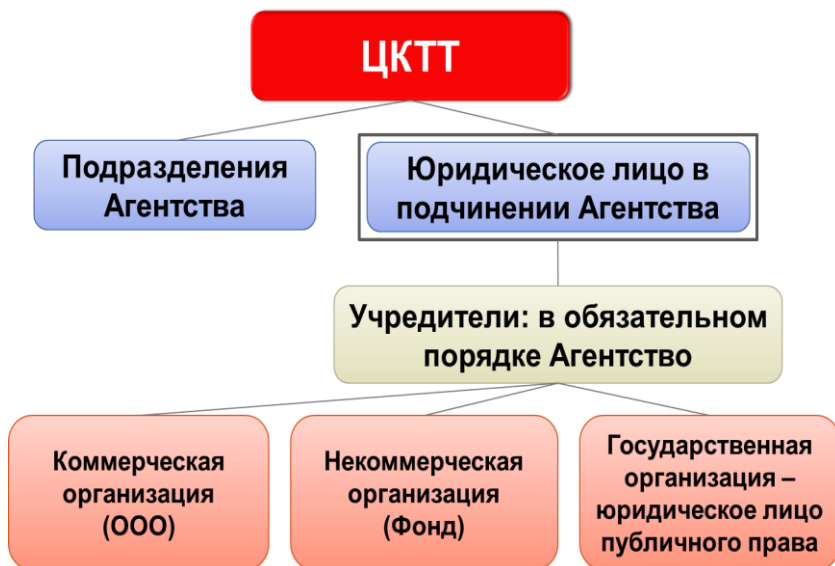 ЦКТТ
Подразделения
Агентства
Юридическое лицо в
подчинении Агентства
Учредители: в обязательном
порядке Агентство
Коммерческая
организация
(ООО)
Некоммерческая
организация
(Фонд)
Государственная
организация –
юридическое лицо
публичного права